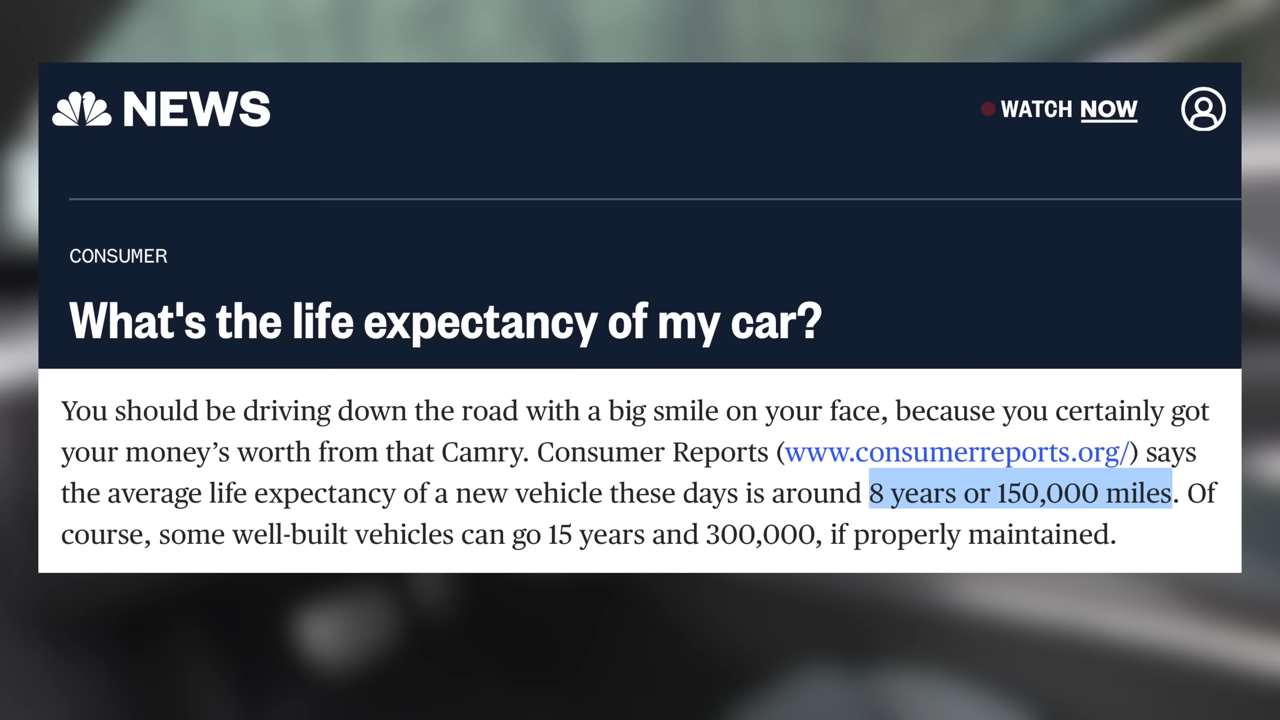 NEWS
WATCH NOW
CONSUMER
What's the life expectancy of my car?
You should be driving down the road with a big smile on your face, because you certainly got
your money’s worth from that Camry. Consumer Reports (www.consumerreports.org/) says
the average life expectancy of a new vehicle these days is around 8 years or 150,000 miles. Of
course, some well-built vehicles can go 15 years and 300,000, if properly maintained.